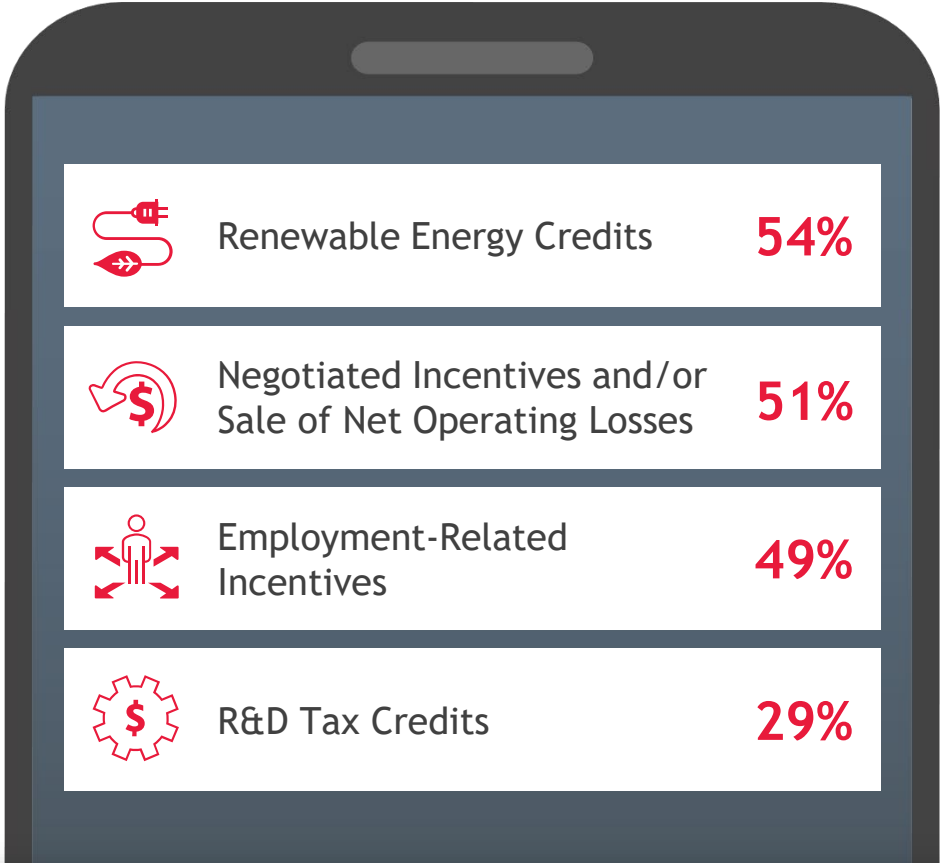 Renewable Energy Credits 54%
Negotiated Incentives and/or
Sale of Net Operating Losses 51%
Employment-Related
Incentives 49%
$
R&D Tax Credits 29%
$